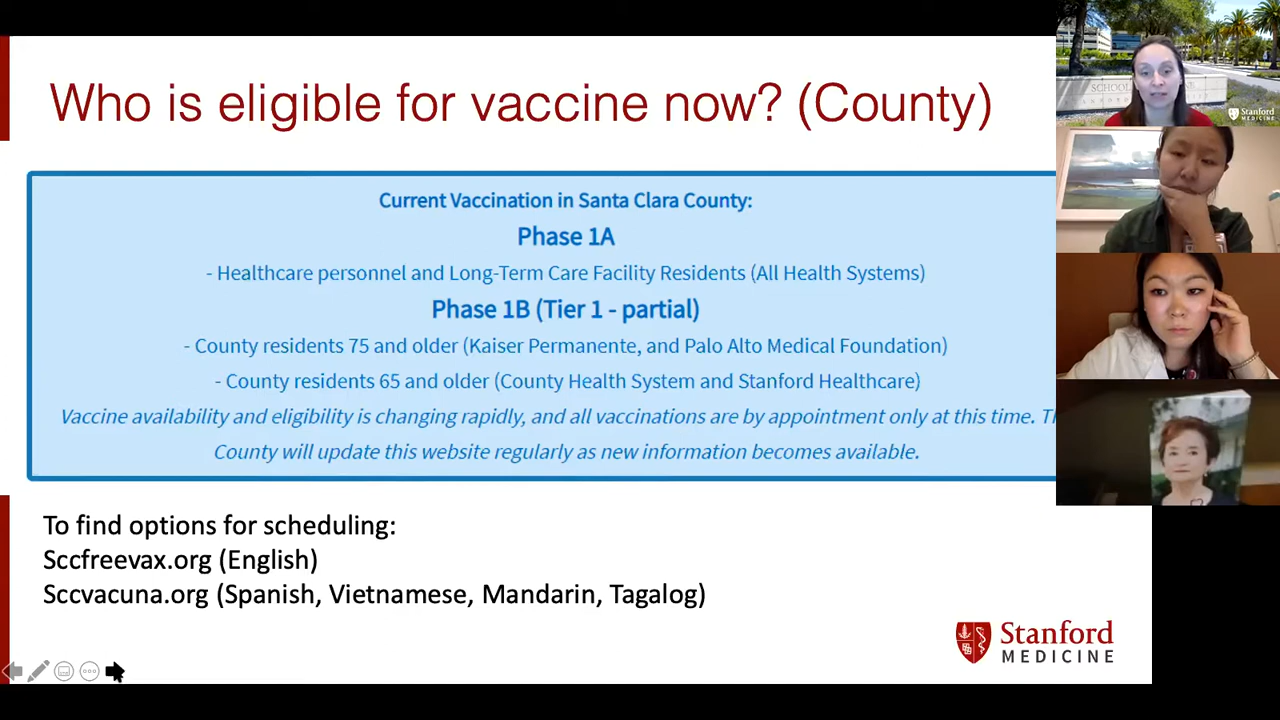 Who is eligible for vaccine now? (County)
Current Vaccination in Santa Clara County:
Phase 1A
- Healthcare personnel and Long-Term Care Facility Residents (All Health Systems)
Phase 1B (Tier 1 - partial)
- County residents 75 and older (Kaiser Permanente, and Palo Alto Medical Foundation)
- County residents 65 and older (County Health System and Stanford Healthcare)
Vaccine availability and eligibility is changing rapidly, and all vaccinations are by appointment only at this time.
County will update this website regularly as new information becomes available.
To find options for scheduling:
Sccfreevax.org (English)
Sccvacuna.org (Spanish, Vietnamese, Mandarin, Tagalog)
Stanford
MEDICINE
SCHOOL
Stanford
MEDICINE